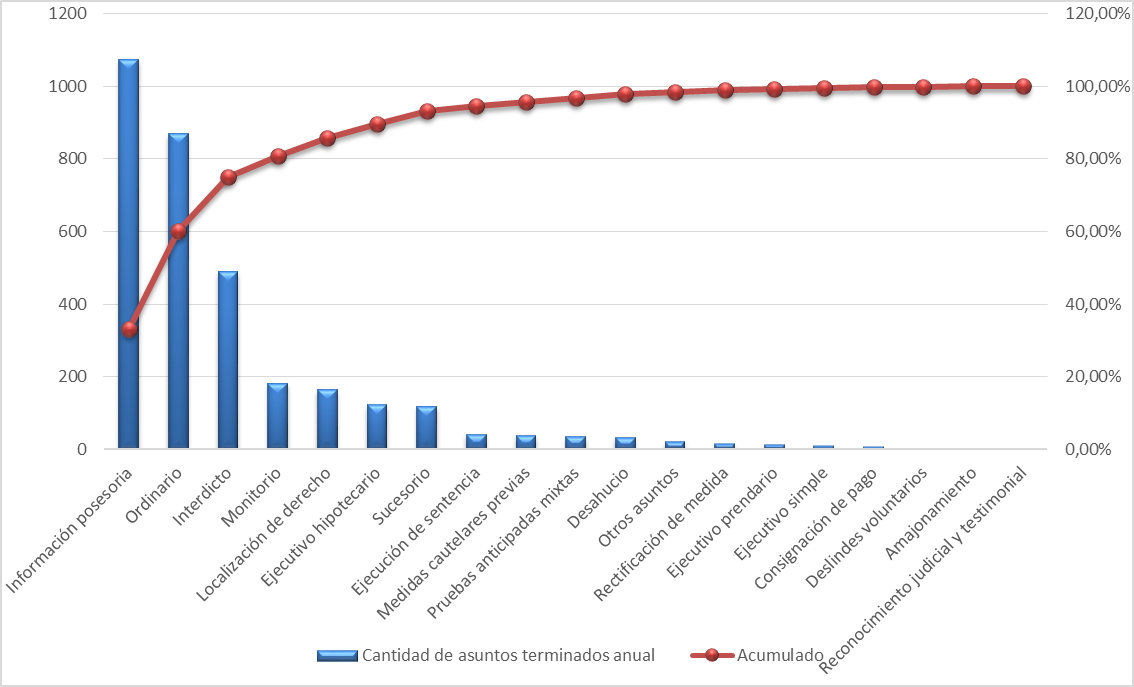 1200
1000
800
600
400
200
0
120,00%
100,00%
80,00%
60,00%
40,00%
20,00%
0,00%
Información posesoria
Ordinario
Interdicto
Monitorio
Localización de derecho
Ejecutivo hipotecario
Sucesorio
Ejecución de sentencia
Medidas cautelares previas
Pruebas anticipadas mixtas
Desahucio
Otros asuntos
Rectificación de medida
Ejecutivo prendario
Ejecutivo simple
Consignación de pago
Deslindes voluntarios
Amajonamiento
Reconocimiento judicial y testimonial
Cantidad de asuntos terminados anual
Acumulado